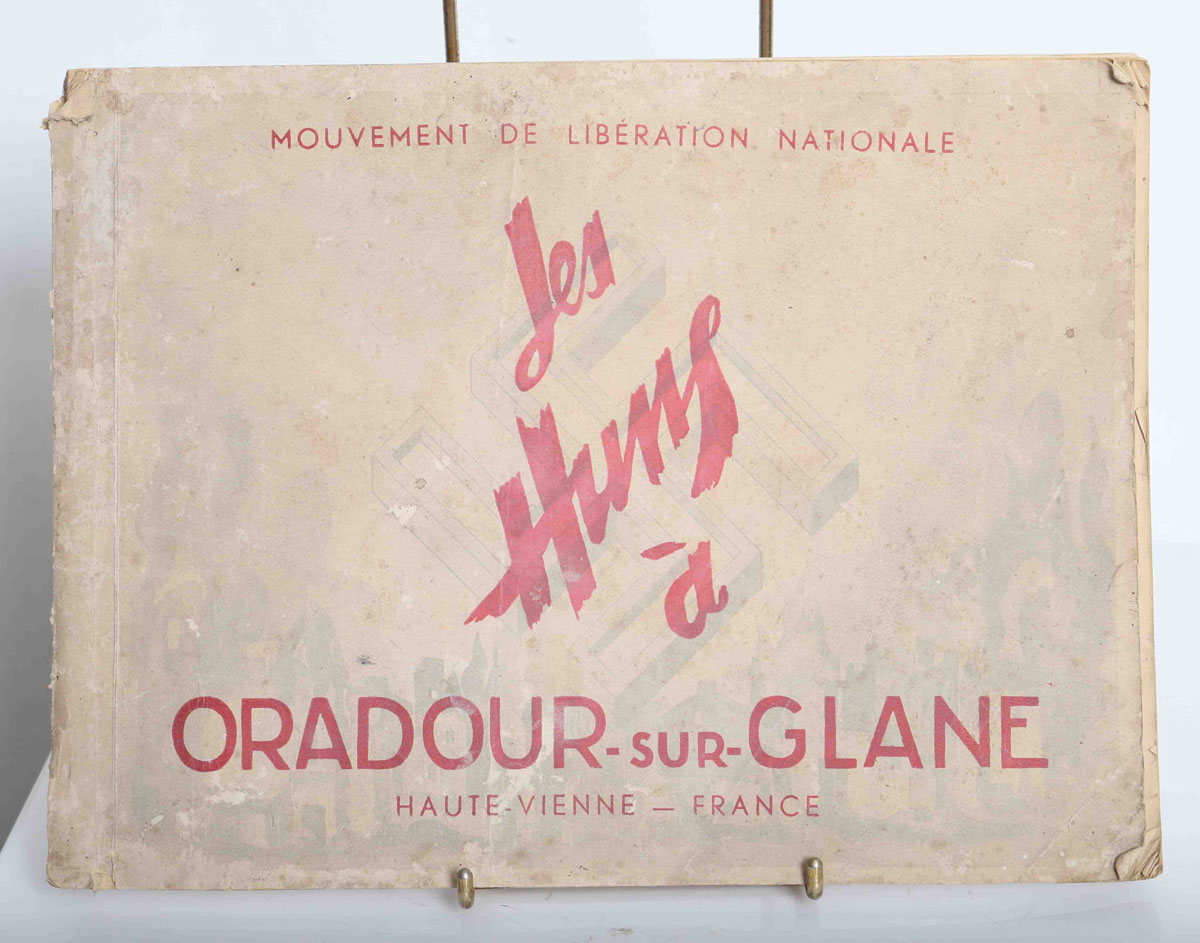 MOUVEMENT DE LIBÉRATION NATIONALE
Les
Huns
à
ORADOUR-SUR-GLANE
HAUTE-VIENNE — FRANCE